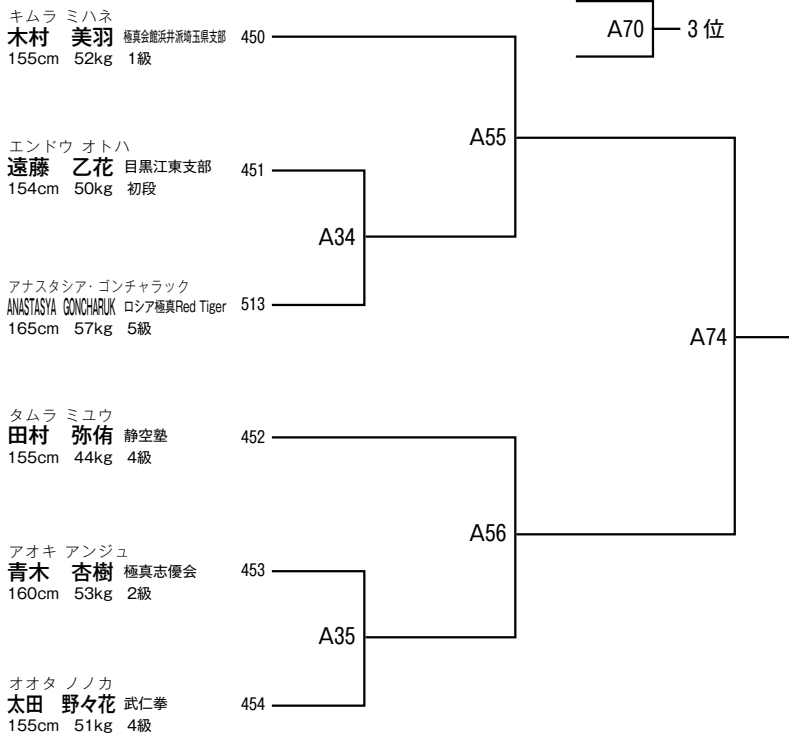 キムラ ミハネ
木村 美羽 極真会館浜井派埼玉県支部 450
155cm 52kg 1級
A70 3位
A55
エンドウ オトハ
遠藤 乙花 目黒江東支部 451
154cm 50kg 初段
A34
アナスタシア・ゴンチャラック
ANASTASYA GONCHARUK ロシア極真Red Tiger 513
165cm 57kg 5級
A74
タムラ ミユウ
田村 弥侑 静空塾 452
155cm 44kg 4級
A56
アオキ アンジュ
青木 杏樹 極真志優会 453
160cm 53kg 2級
A35
オオタ ノノカ
太田 野々花 武仁拳 454
155cm 51kg 4級